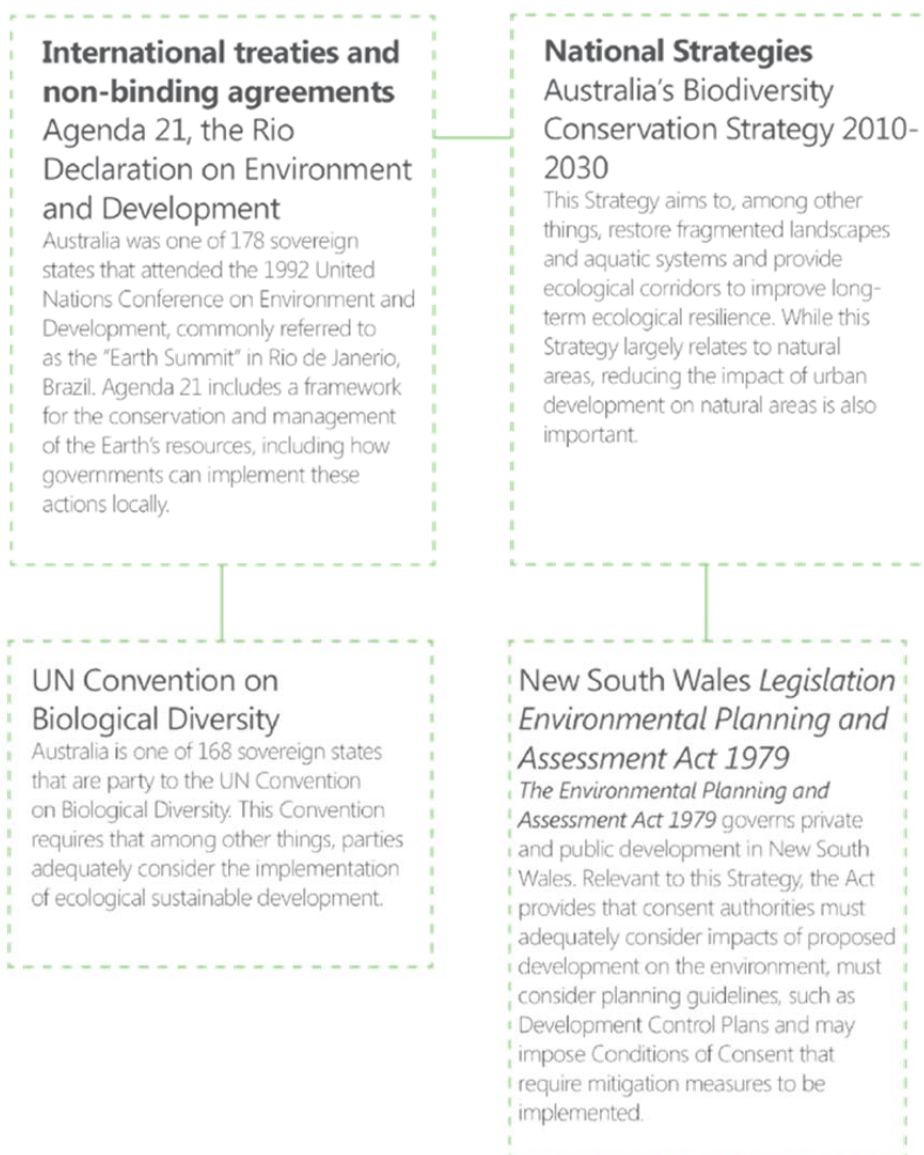 International treaties and
non-binding agreements
Agenda 21, the Rio
Declaration on Environment
and Development
Australia was one of 178 sovereign
states that attended the 1992 United
Nations Conference on Environment and
Development, commonly referred to
as the "Earth Summit" in Rio de Janerio,
Brazil. Agenda 21 includes a framework
for the conservation and management
of the Earth's resources, including how
governments can implement these
actions locally.
National Strategies
Australia's Biodiversity
Conservation Strategy 2010-
2030
This Strategy aims to, among other
things, restore fragmented landscapes
and aquatic systems and provide
ecological corridors to improve long-
term ecological resilience. While this
Strategy largely relates to natural
areas, reducing the impact of urban
development on natural areas is also
important.
UN Convention on
Biological Diversity
Australia is one of 168 sovereign states
that are party to the UN Convention
on Biological Diversity. This Convention
requires that among other things, parties
adequately consider the implementation
of ecological sustainable development.
New South Wales Legislation
Environmental Planning and
Assessment Act 1979
The Environmental Planning and
Assessment Act 1979 governs private
and public development in New South
Wales. Relevant to this Strategy, the Act
provides that consent authorities must
adequately consider impacts of proposed
development on the environment, must
consider planning guidelines, such as
Development Control Plans and may
impose Conditions of Consent that
require mitigation measures to be
implemented.